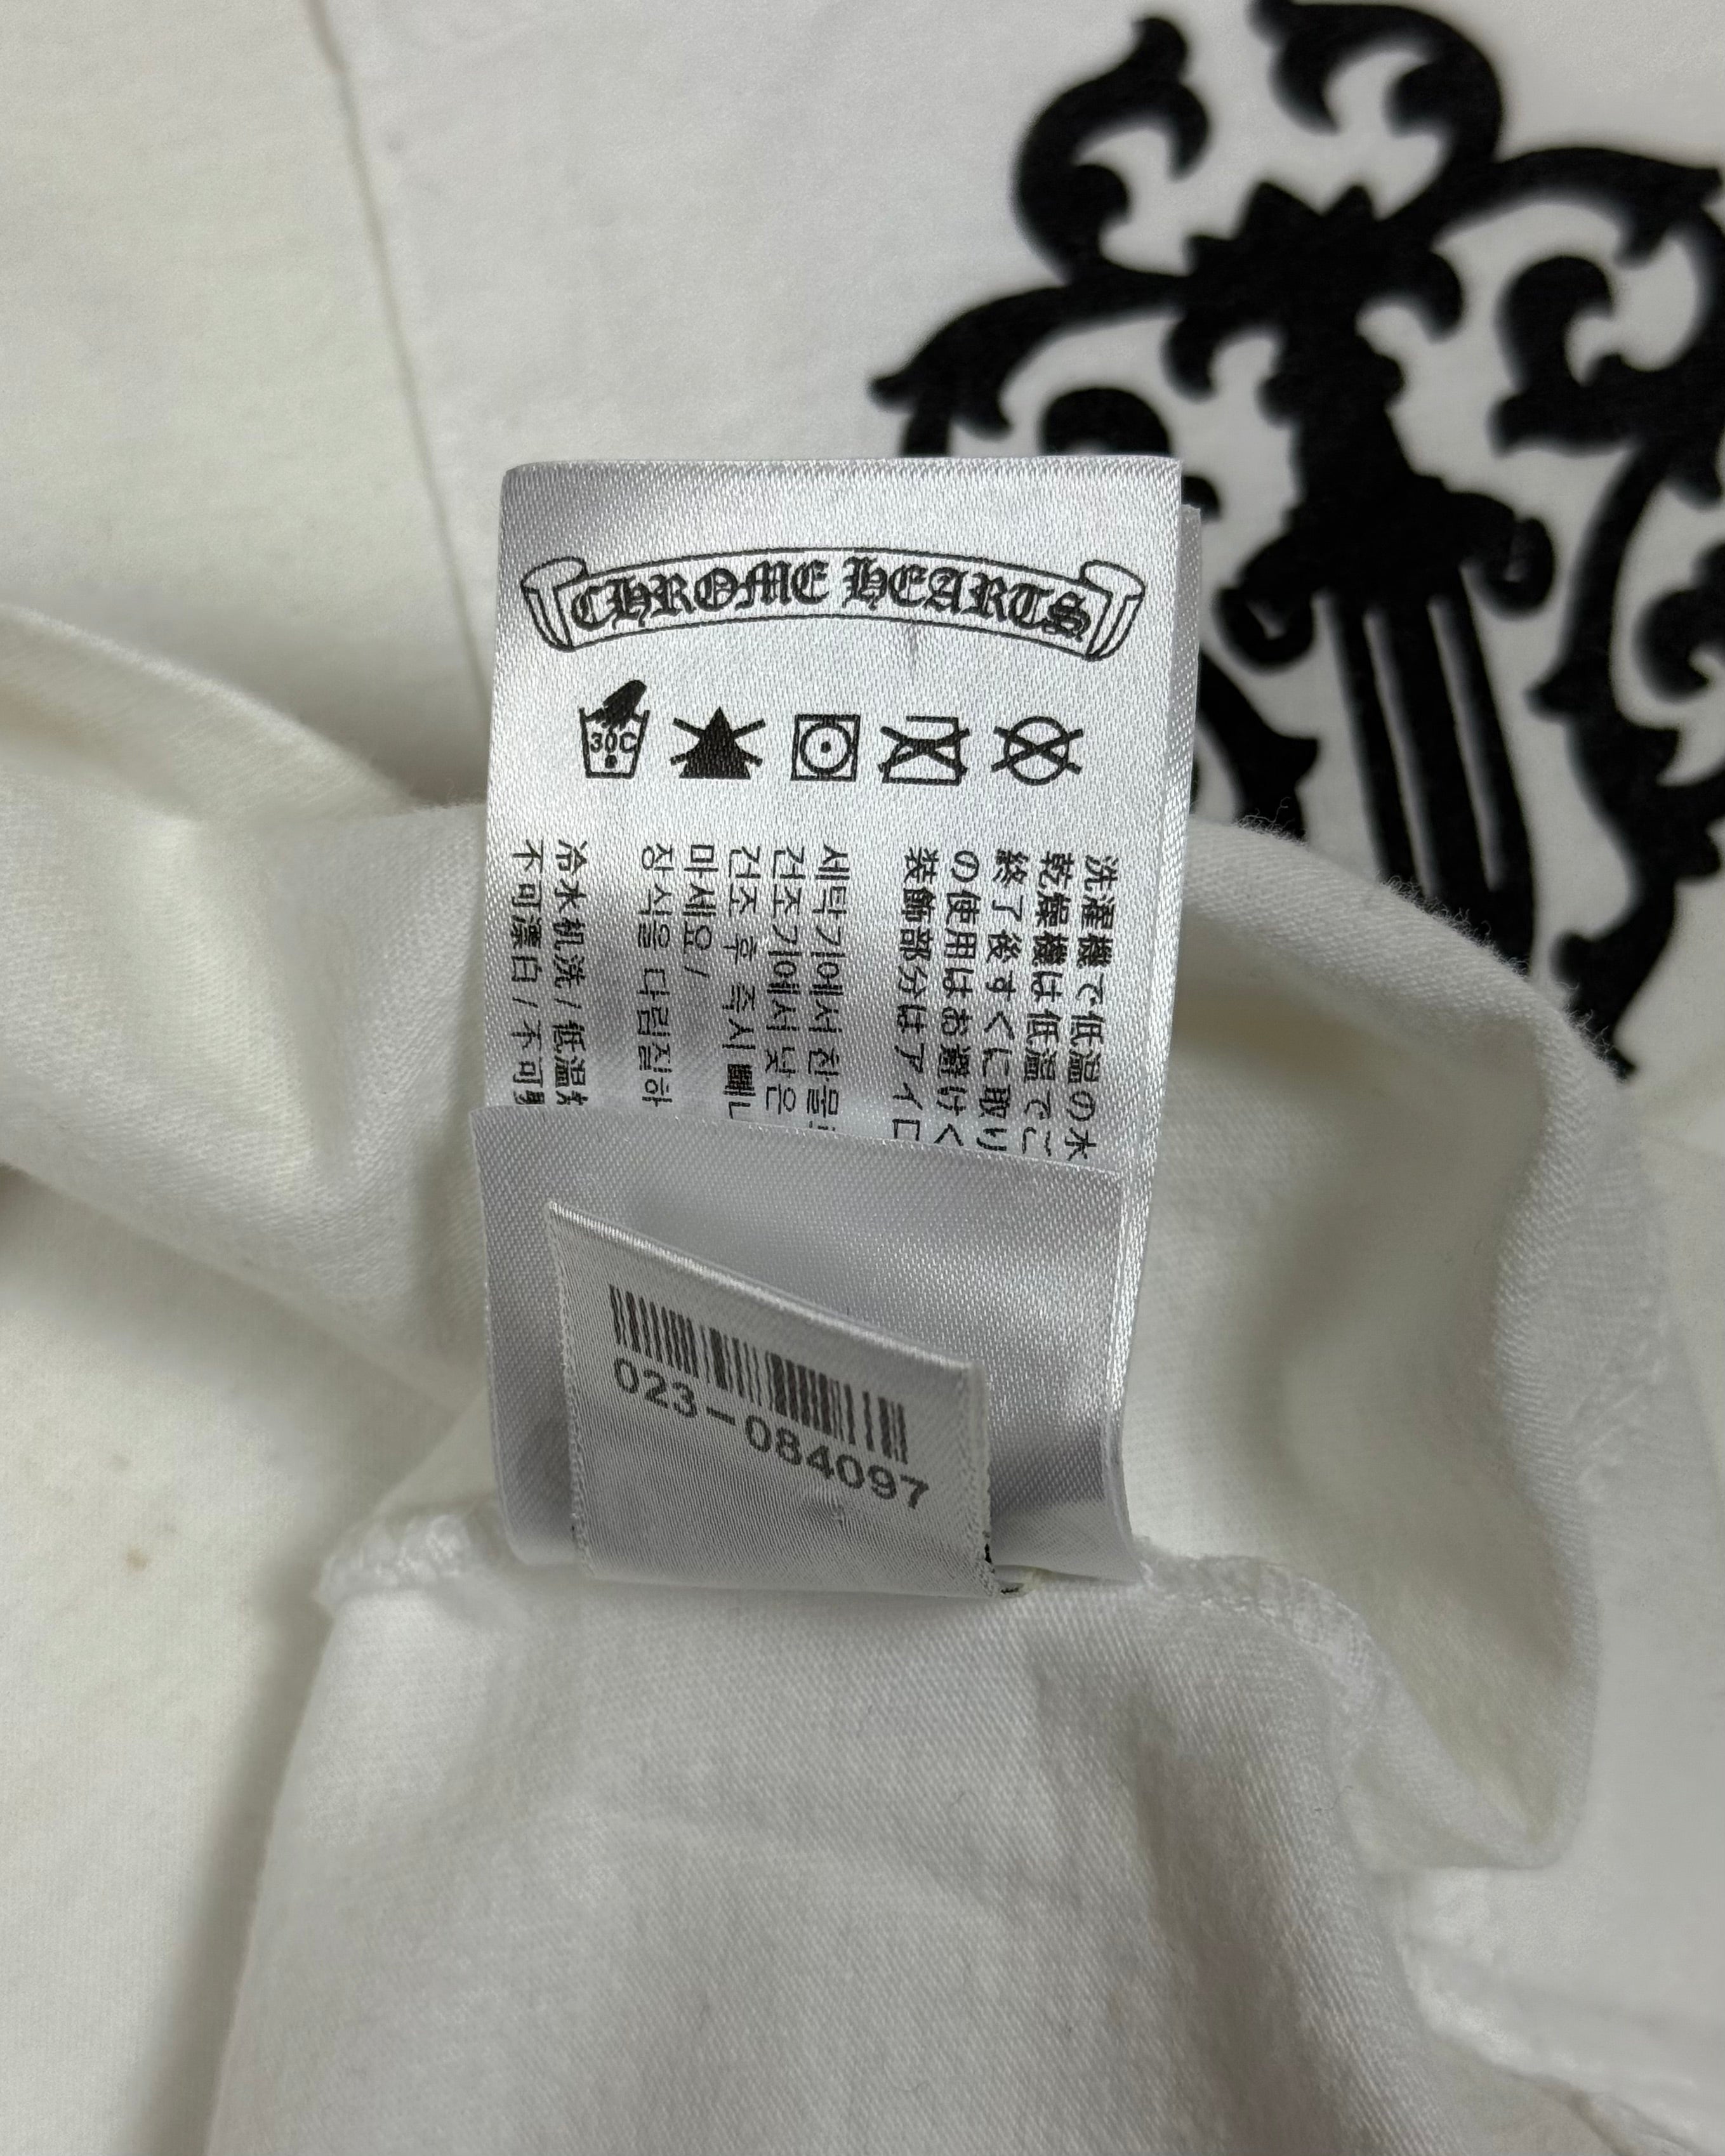 CHROME HEARTS
30C
洗濯機で低温の水
乾燥機は低温でご
終了後すぐに取り
の使用はお避けく
装飾部分はアイロ
세탁기에서 찬물
건조기에서 낮은
건조 후 즉시
마세요 /
장식을 다림질하
冷水机洗 / 低温
不可漂白 / 不可
023-084097